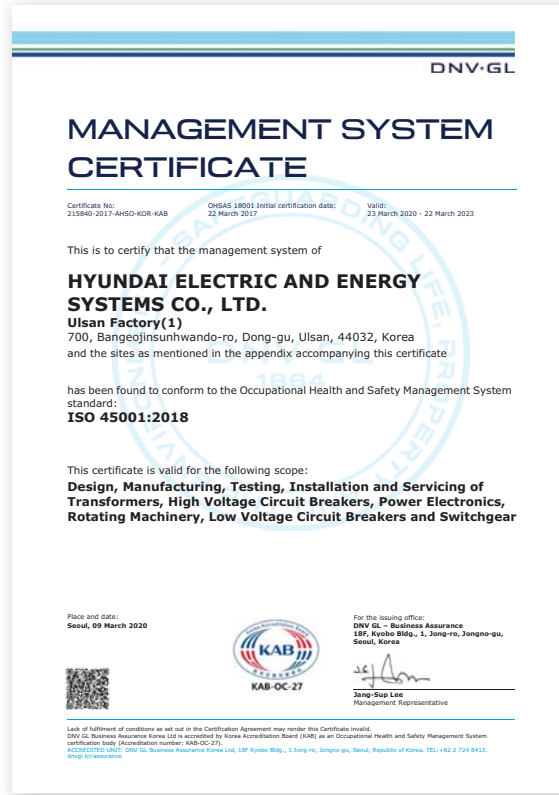 DNV·GL
MANAGEMENT SYSTEM
CERTIFICATE
Certificate No:
215840-2017-AHSO-KOR-KAB
OHSAS 18001 Initial certification date:
22 March 2017
Valid:
23 March 2020 - 22 March 2023
This is to certify that the management system of
HYUNDAI ELECTRIC AND ENERGY
SYSTEMS CO., LTD.
Ulsan Factory(1)
700, Bangeojinsunhwando-ro, Dong-gu, Ulsan, 44032, Korea
and the sites as mentioned in the appendix accompanying this certificate
has been found to conform to the Occupational Health and Safety Management System
standard:
ISO 45001:2018
This certificate is valid for the following scope:
Design, Manufacturing, Testing, Installation and Servicing of
Transformers, High Voltage Circuit Breakers, Power Electronics,
Rotating Machinery, Low Voltage Circuit Breakers and Switchgear
SAFEGUARDING LIFE, PROPERTY
DNV·GL
1864
Place and date:
Seoul, 09 March 2020
Korea Accreditation Board
KAB
KAB-OC-27
For the issuing office:
DNV GL – Business Assurance
18F, Kyobo Bldg., 1, Jong-ro, Jongno-gu,
Seoul, Korea
Jang-Sup Lee
Management Representative
Lack of fulfilment of conditions as set out in the Certification Agreement may render this Certificate invalid.
DNV GL Business Assurance Korea Ltd is accredited by Korea Accreditation Board (KAB) as an Occupational Health and Safety Management System
certification body (Accreditation number: KAB-OC-27).
ACCREDITED UNIT: DNV GL Business Assurance Korea Ltd, 18F Kyobo Bldg., 1 Jong-ro, Jongno-gu, Seoul, Republic of Korea. TEL:+82 2 724 8413.
dnvgl.kr/assurance